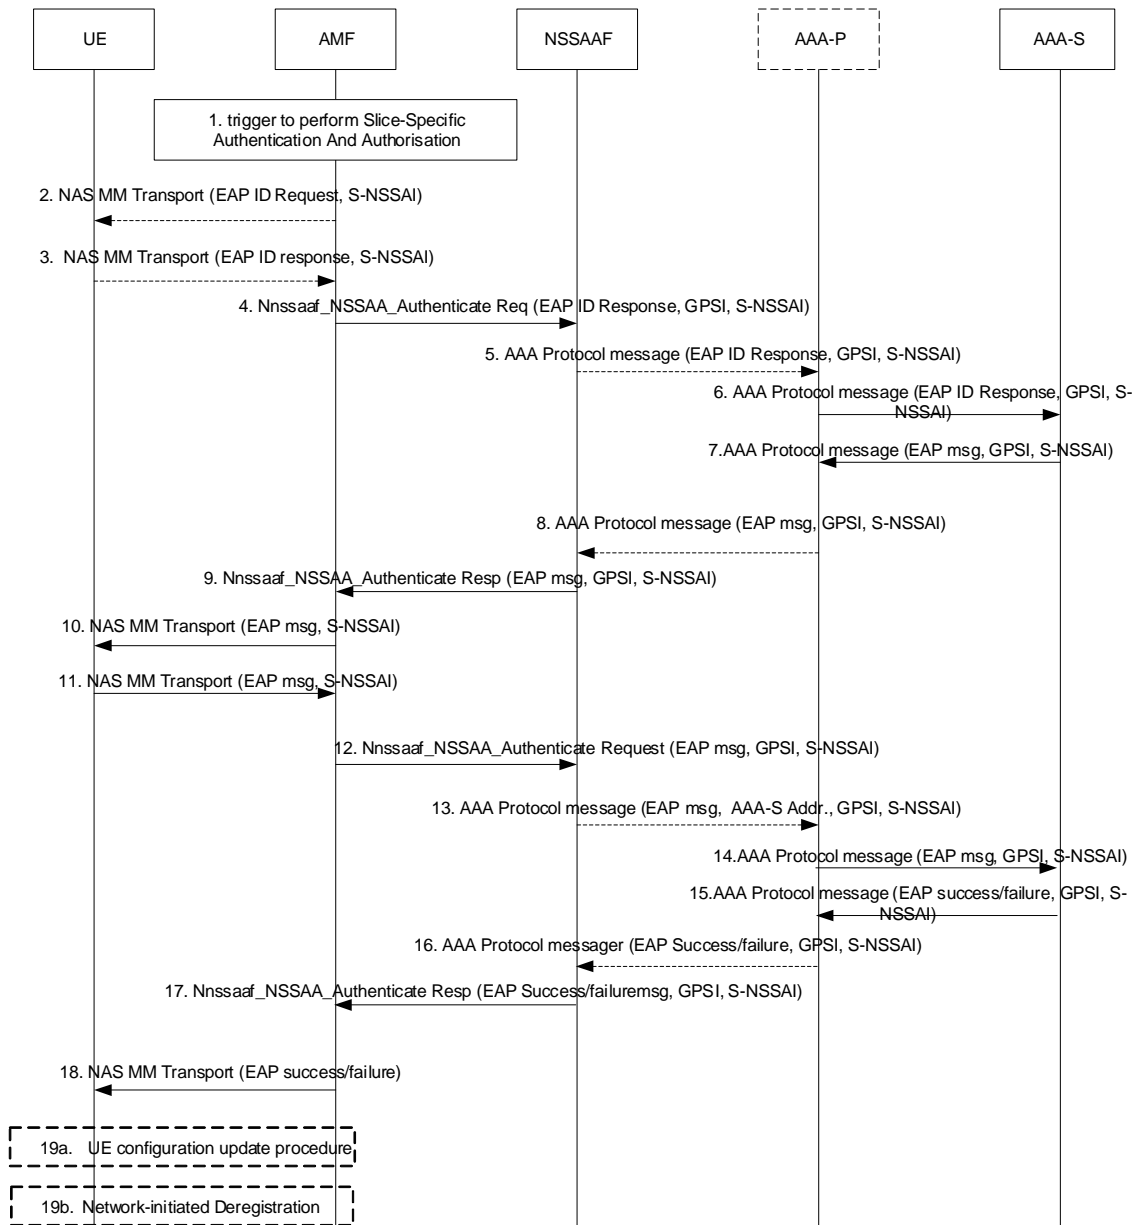 UE
AMF
NSSAAF
AAA-P
AAA-S
1. trigger to perform Slice-Specific
Authentication And Authorisation
2. NAS MM Transport (EAP ID Request, S-NSSAI)
3. NAS MM Transport (EAP ID response, S-NSSAI)
4. Nnssaaf_NSSAA_Authenticate Req (EAP ID Response, GPSI, S-NSSAI)
5. AAA Protocol message (EAP ID Response, GPSI, S-NSSAI)
6. AAA Protocol message (EAP ID Response, GPSI, S-
NSSAI)
7.AAA Protocol message (EAP msg, GPSI, S-NSSAI)
8. AAA Protocol message (EAP msg, GPSI, S-NSSAI)
9. Nnssaaf_NSSAA_Authenticate Resp (EAP msg, GPSI, S-NSSAI)
10. NAS MM Transport (EAP msg, S-NSSAI)
11. NAS MM Transport (EAP msg, S-NSSAI)
12. Nnssaaf_NSSAA_Authenticate Request (EAP msg, GPSI, S-NSSAI)
13. AAA Protocol message (EAP msg, AAA-S Addr., GPSI, S-NSSAI)
14.AAA Protocol message (EAP msg, GPSI, S-NSSAI)
15.AAA Protocol message (EAP success/failure, GPSI, S-
NSSAI)
16. AAA Protocol messager (EAP Success/failure, GPSI, S-NSSAI)
17. Nnssaaf_NSSAA_Authenticate Resp (EAP Success/failuremsg, GPSI, S-NSSAI)
18. NAS MM Transport (EAP success/failure)
19a. UE configuration update procedure
19b. Network-initiated Deregistration